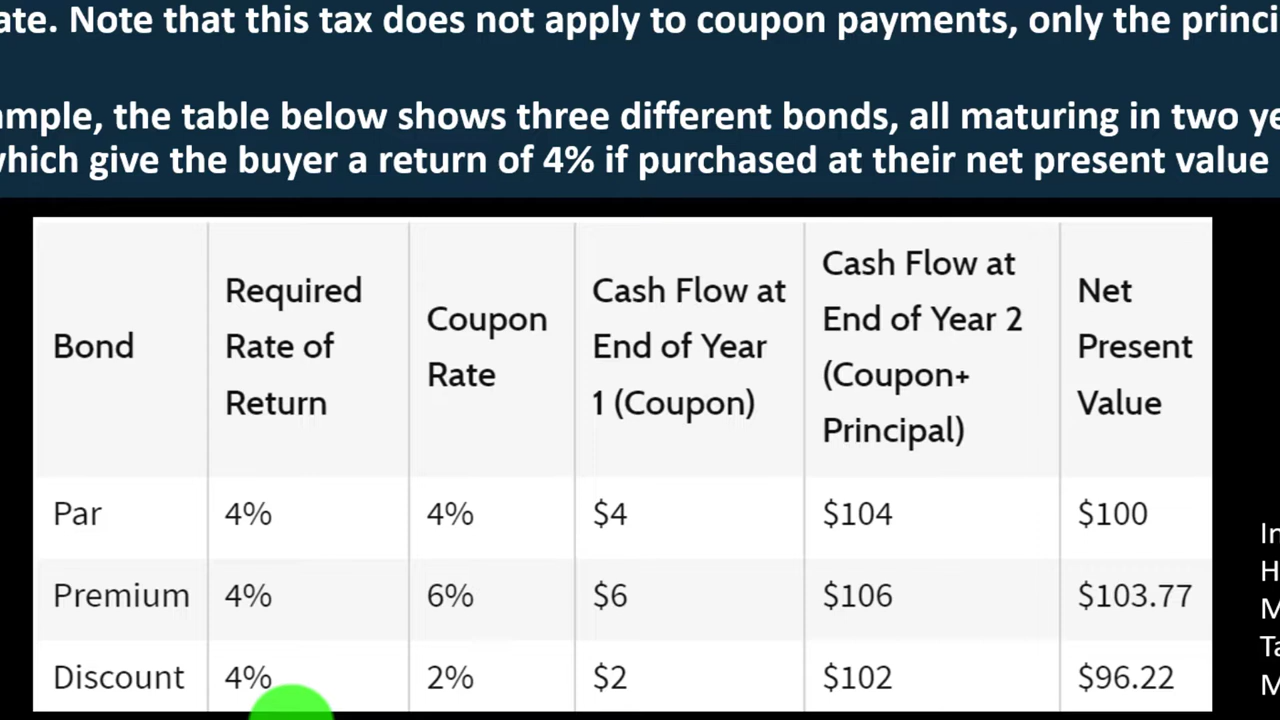 ate. Note that this tax does not apply to coupon payments, only the princi
ample, the table below shows three different bonds, all maturing in two ye
which give the buyer a return of 4% if purchased at their net present value
Bond | Required Rate of Return | Coupon Rate | Cash Flow at End of Year 1 (Coupon) | Cash Flow at End of Year 2 (Coupon+ Principal) | Net Present Value
Par | 4% | 4% | $4 | $104 | $100
Premium | 4% | 6% | $6 | $106 | $103.77
Discount | 4% | 2% | $2 | $102 | $96.22
In
H
M
Ta
M